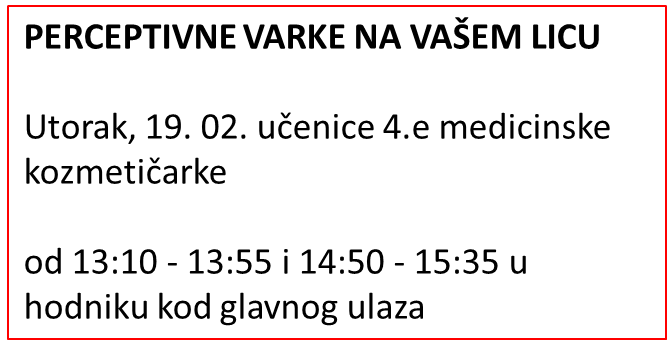 PERCEPTIVNE VARKE NA VAŠEM LICU
Utorak, 19. 02. učenice 4.e medicinske
kozmetičarke
od 13:10 - 13:55 i 14:50 - 15:35 u
hodniku kod glavnog ulaza